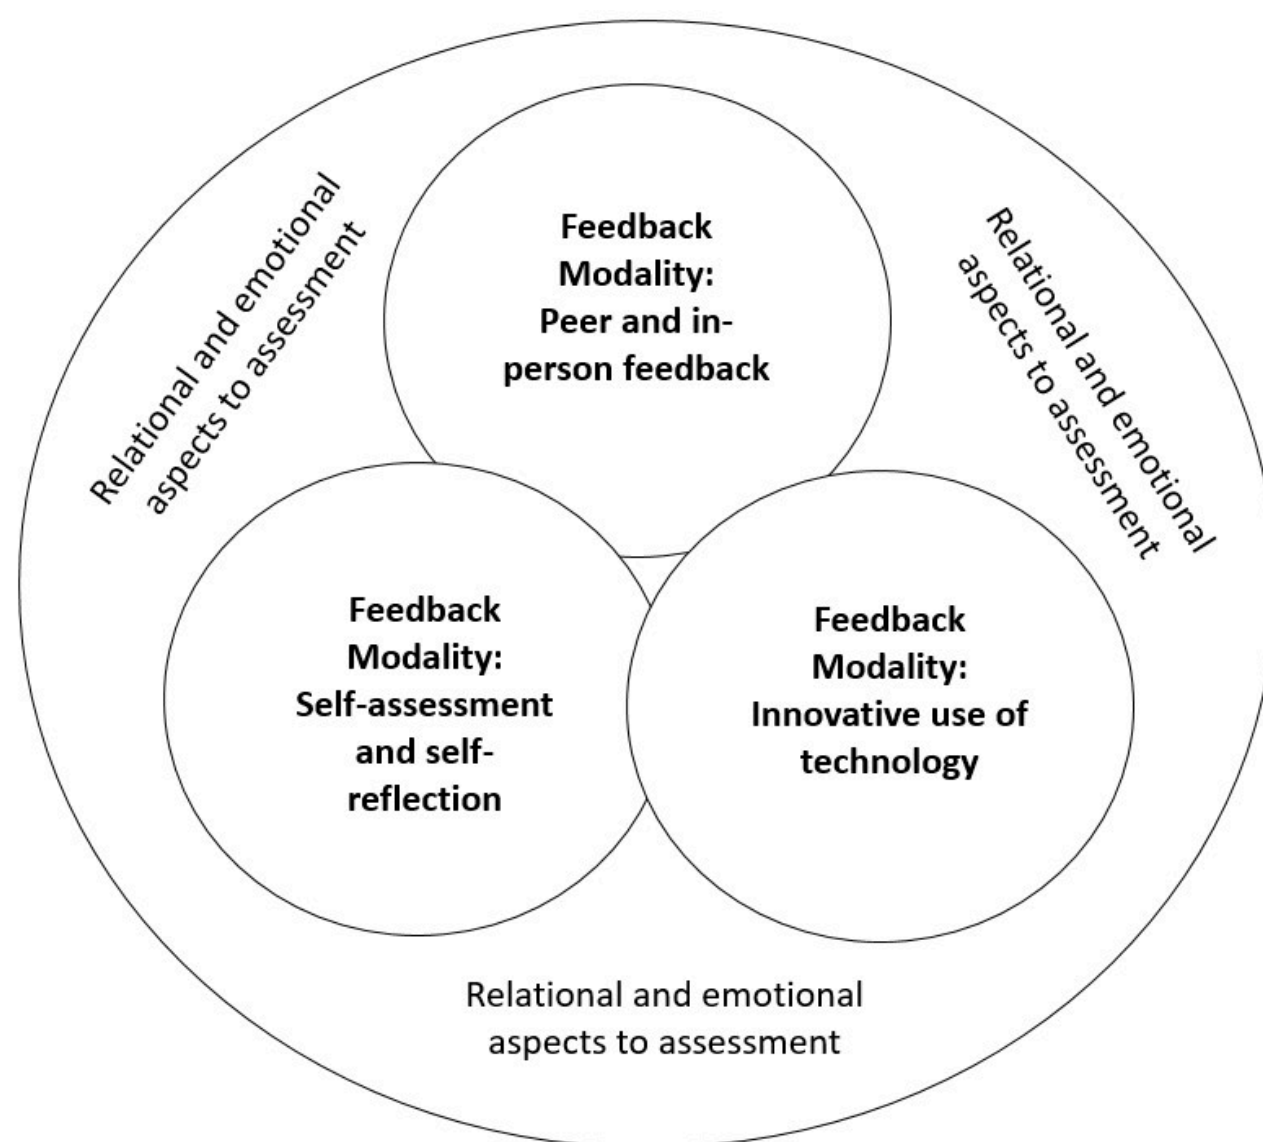 Relational and emotional
aspects to assessment
Feedback
Modality:
Peer and in-
person feedback
Relational and emotional
aspects to assessment
Feedback
Modality:
Self-assessment
and self-
reflection
Feedback
Modality:
Innovative use of
technology
Relational and emotional
aspects to assessment